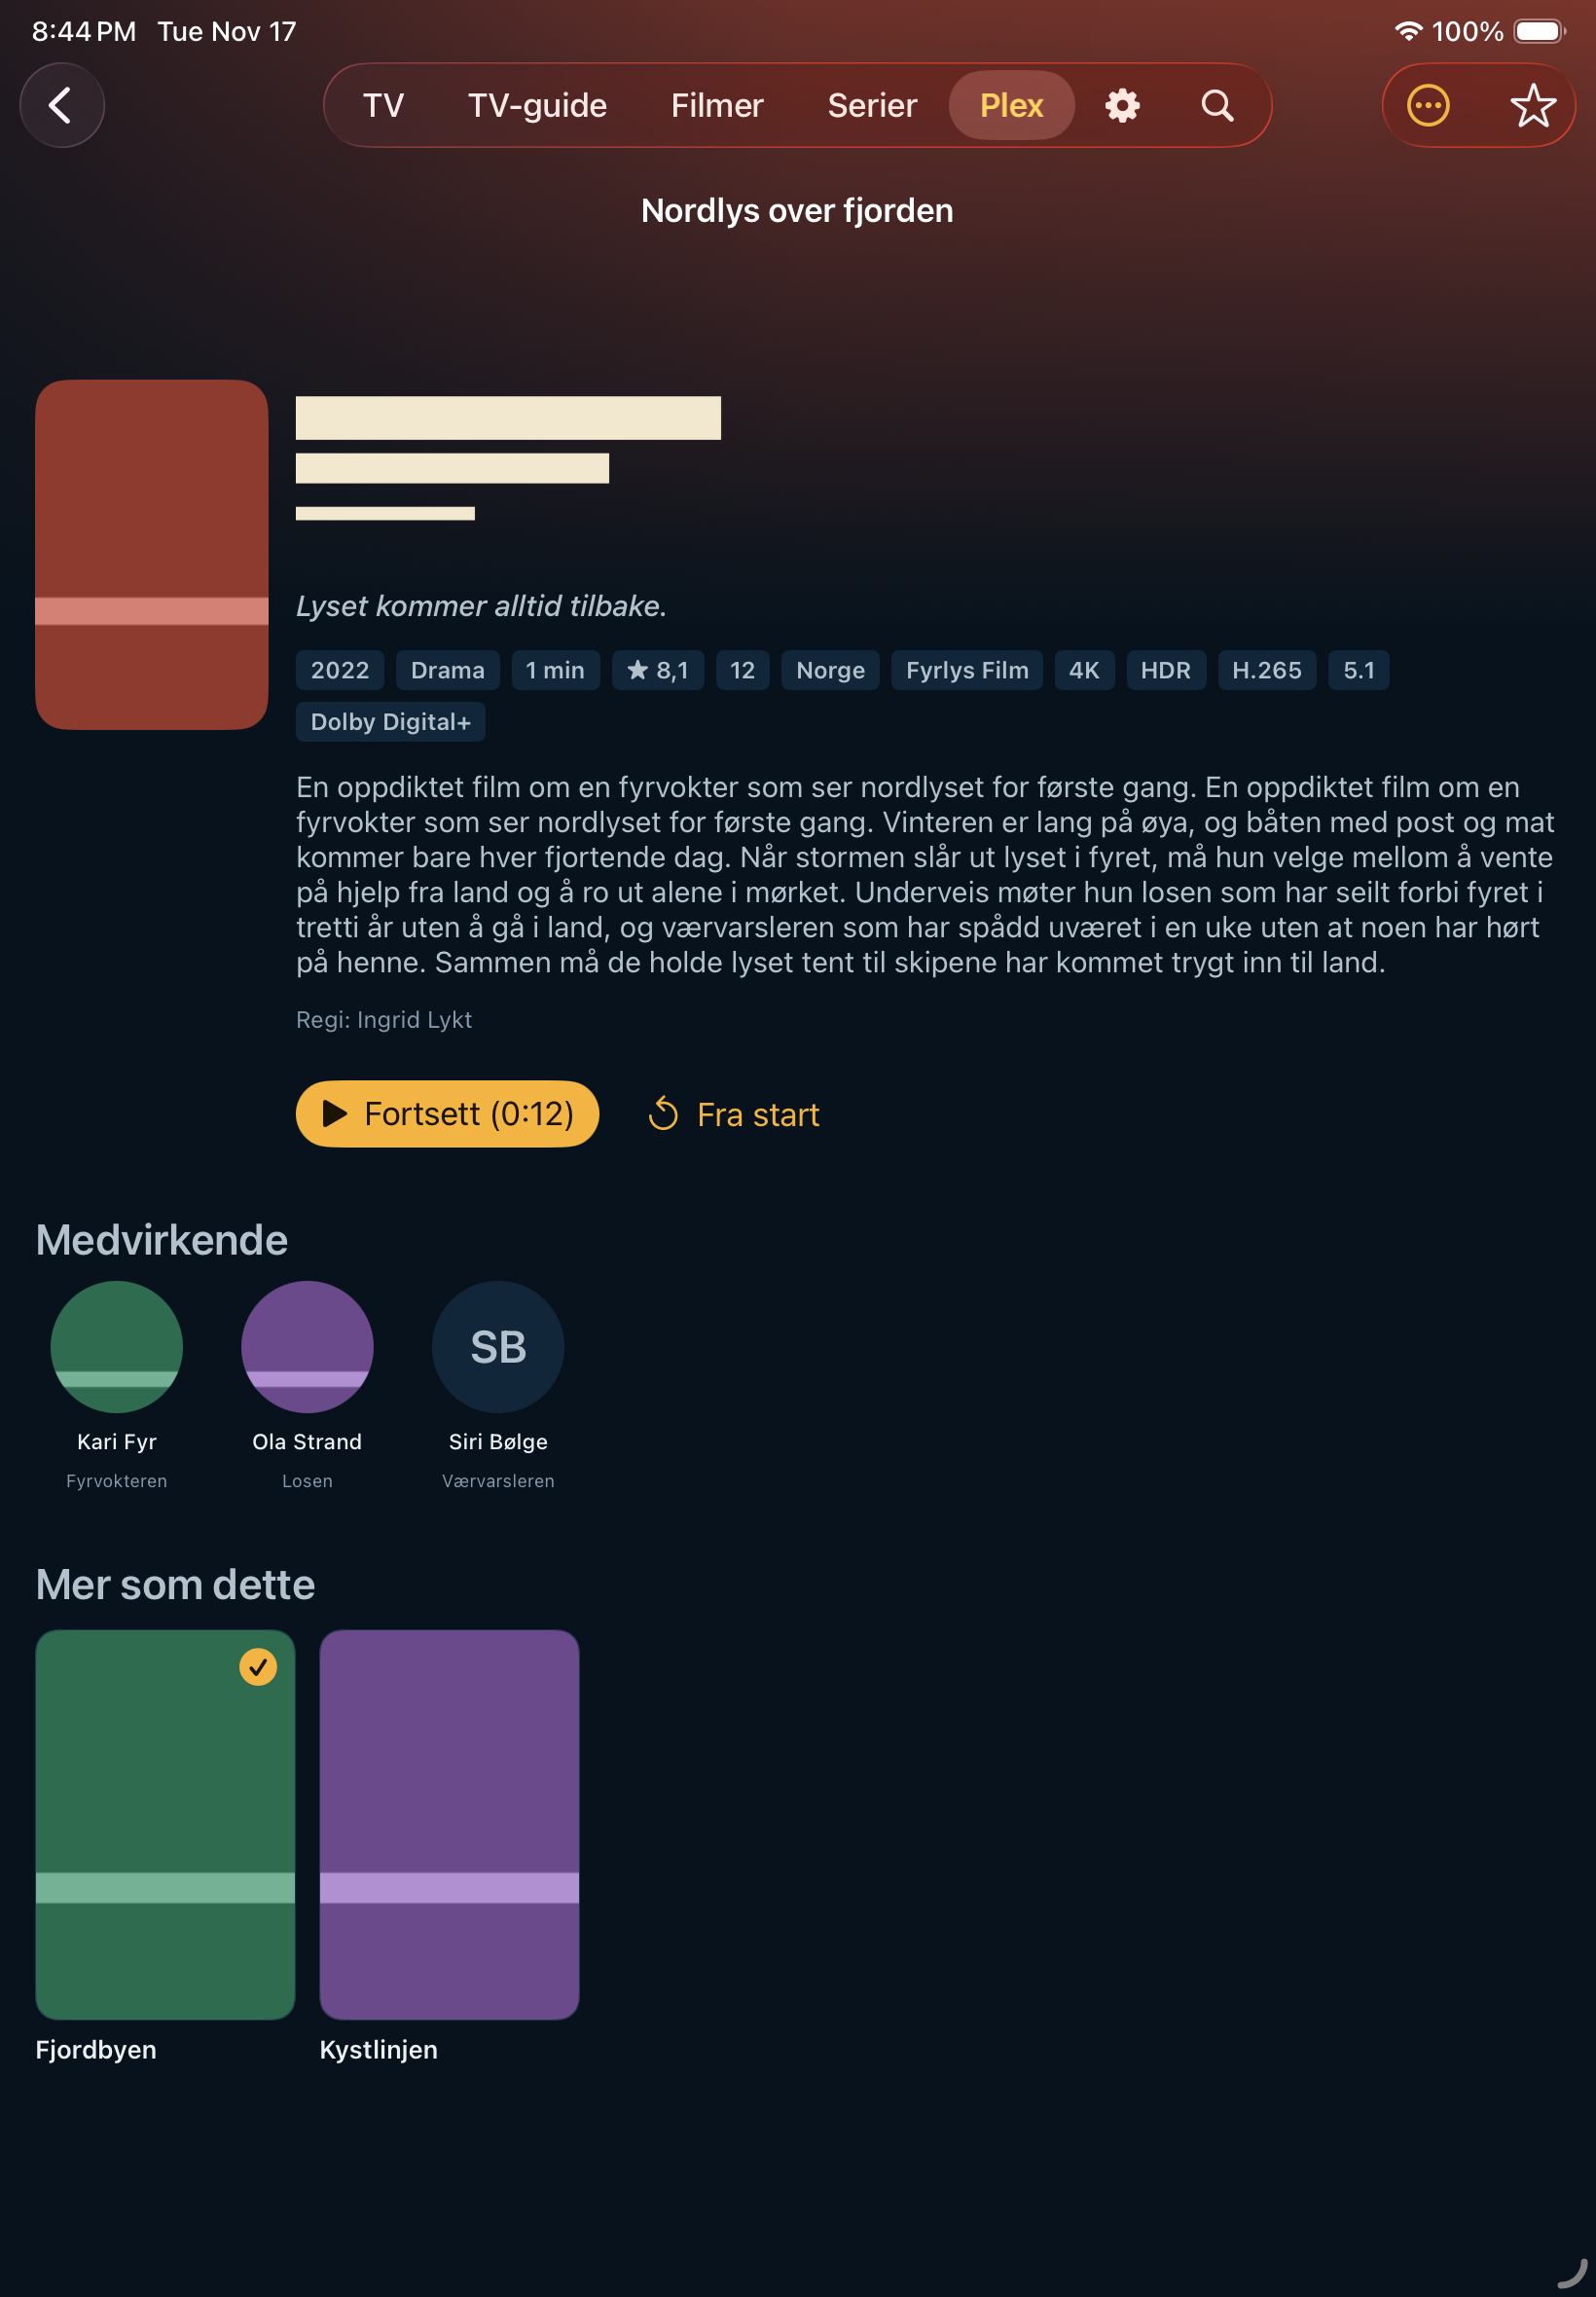 8:44 PM Tue Nov 17
100%
TV TV-guide Filmer Serier Plex
Nordlys over fjorden
Lyset kommer alltid tilbake.
2022 Drama 1 min ★ 8,1 12 Norge Fyrlys Film 4K HDR H.265 5.1
Dolby Digital+
En oppdiktet film om en fyrvokter som ser nordlyset for første gang. En oppdiktet film om en
fyrvokter som ser nordlyset for første gang. Vinteren er lang på øya, og båten med post og mat
kommer bare hver fjortende dag. Når stormen slår ut lyset i fyret, må hun velge mellom å vente
på hjelp fra land og å ro ut alene i mørket. Underveis møter hun losen som har seilt forbi fyret i
tretti år uten å gå i land, og værvarsleren som har spådd uværet i en uke uten at noen har hørt
på henne. Sammen må de holde lyset tent til skipene har kommet trygt inn til land.
Regi: Ingrid Lykt
Fortsett (0:12) Fra start
Medvirkende
SB
Kari Fyr Ola Strand Siri Bølge
Fyrvokteren Losen Værvarsleren
Mer som dette
Fjordbyen Kystlinjen